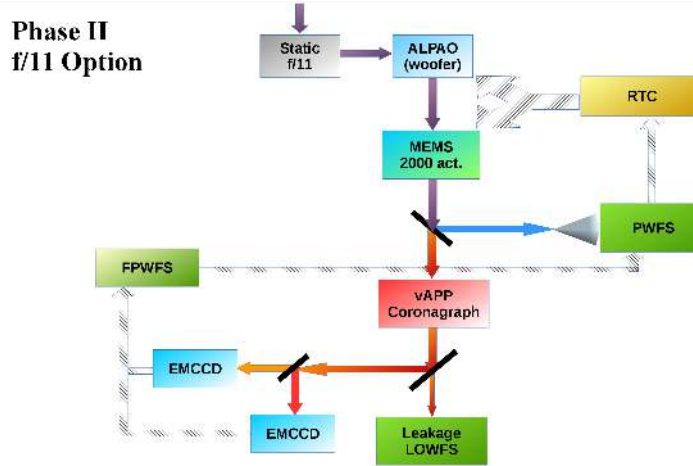 Phase II
f/11 Option
Static
f/11
ALPAO
(woofer)
RTC
MEMS
2000 act.
PWFS
FPWFS
vAPP
Coronagraph
EMCCD
EMCCD
Leakage
LOWFS